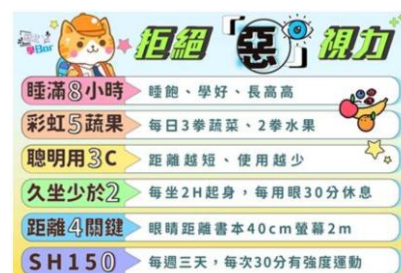 Bar
拒絕「惡」視力
睡滿8小時 睡飽、學好、長高高
彩虹5蔬果 每日3拳蔬菜、2拳水果
聰明用3C 距離越短、使用越少
久坐少於2 每坐2H起身，每用眼30分休息
距離4關鍵 眼睛距離書本40cm螢幕2m
SH150 每週三天，每次30分有強度運動